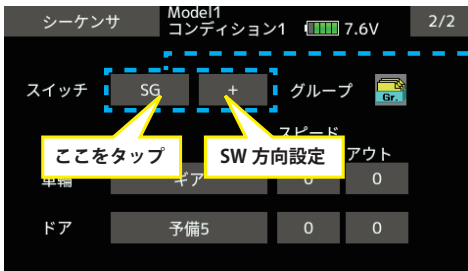 シーケンサ
Model1
コンディション1
7.6V
2/2
スイッチ
SG
+
グループ
Gr.
スピード
ここをタップ
SW 方向設定
アウト
車輪
ギア
0
0
ドア
予備5
0
0